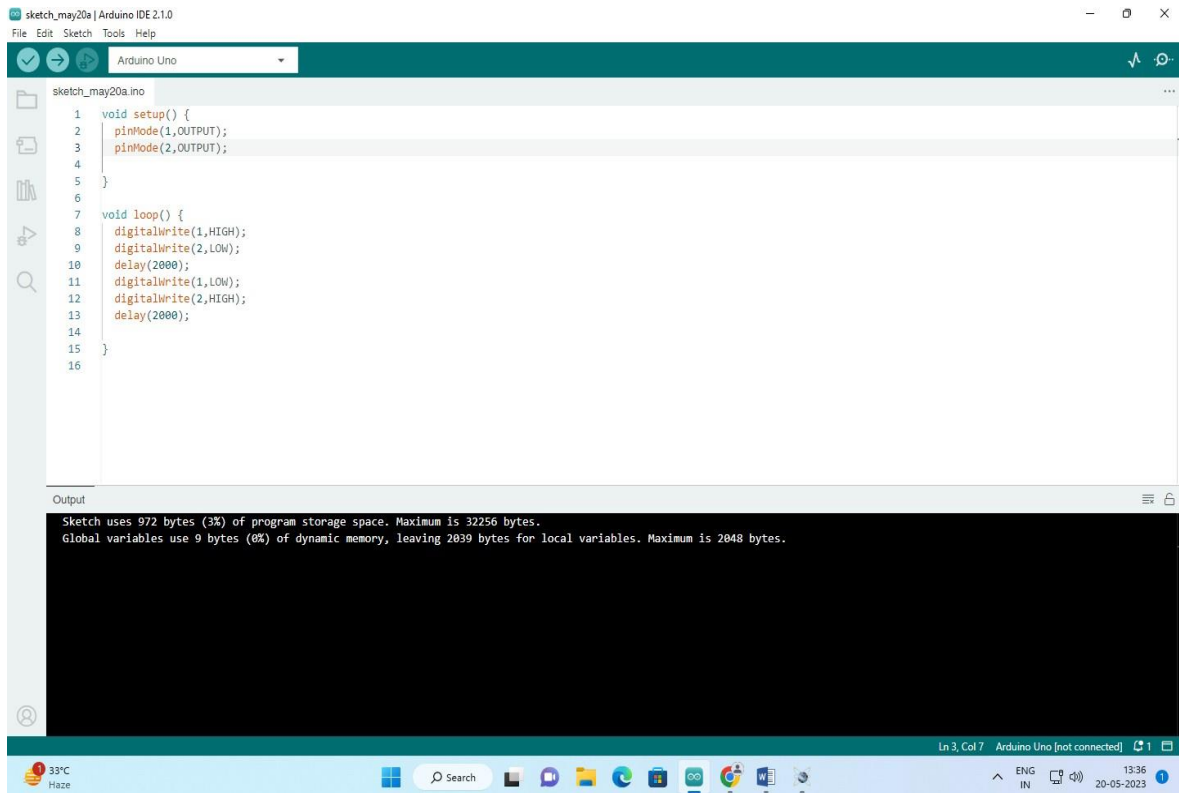 sketch_may20a | Arduino IDE 2.1.0
File Edit Sketch Tools Help
Arduino Uno
sketch_may20a.ino
...
1 void setup() {
2 pinMode(1,OUTPUT);
3 pinMode(2,OUTPUT);
4
5 }
6
7 void loop() {
8 digitalWrite(1,HIGH);
9 digitalWrite(2,LOW);
10 delay(2000);
11 digitalWrite(1,LOW);
12 digitalWrite(2,HIGH);
13 delay(2000);
14
15 }
16
Output
Sketch uses 972 bytes (3%) of program storage space. Maximum is 32256 bytes.
Global variables use 9 bytes (0%) of dynamic memory, leaving 2039 bytes for local variables. Maximum is 2048 bytes.
Ln 3, Col 7 Arduino Uno [not connected] 1
1
33°C
Haze
Search
ENG
IN
13:36
20-05-2023
1